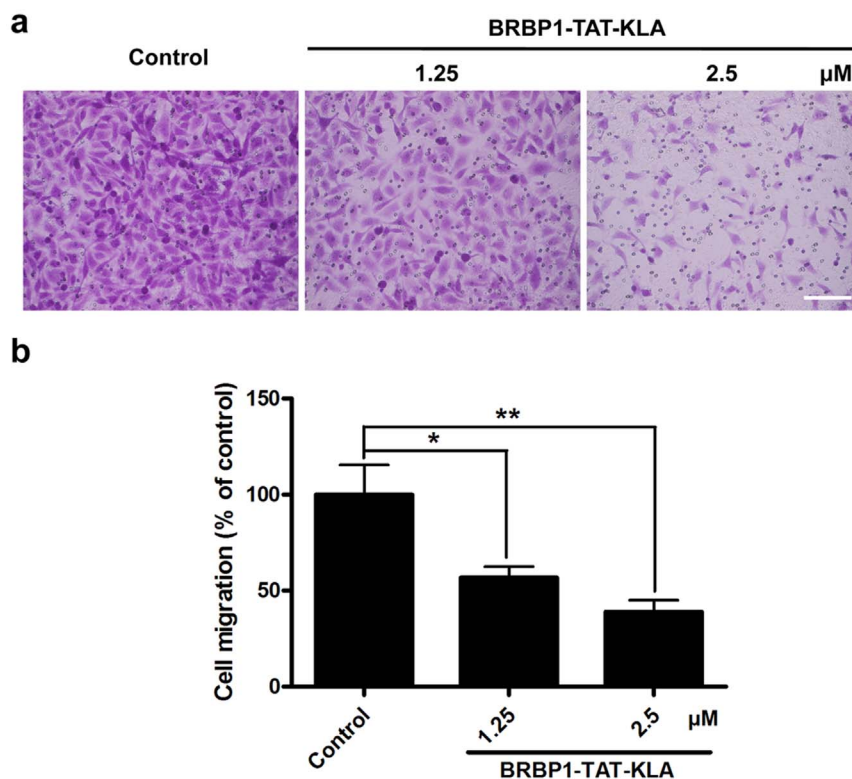 a
BRBP1-TAT-KLA
Control
1.25
2.5
μM
b
Cell migration (% of control)
150
100
50
0
*
**
Control
1.25
2.5
μM
BRBP1-TAT-KLA